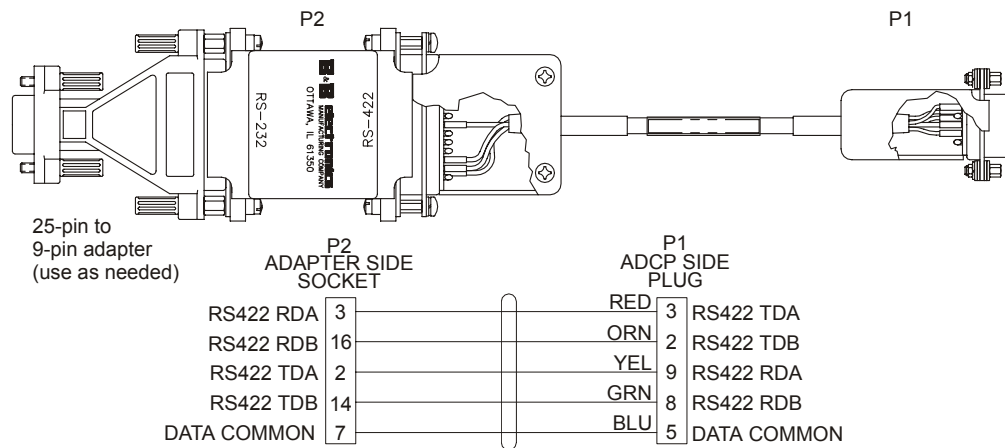 P2
P1
RS-232
B&B electronics
MANUFACTURING COMPANY
OTTAWA, IL 61350
RS-422
25-pin to
9-pin adapter
(use as needed)
P2
ADAPTER SIDE
SOCKET
P1
ADCP SIDE
PLUG
RS422 RDA 3 RED 3 RS422 TDA
RS422 RDB 16 ORN 2 RS422 TDB
RS422 TDA 2 YEL 9 RS422 RDA
RS422 TDB 14 GRN 8 RS422 RDB
DATA COMMON 7 BLU 5 DATA COMMON